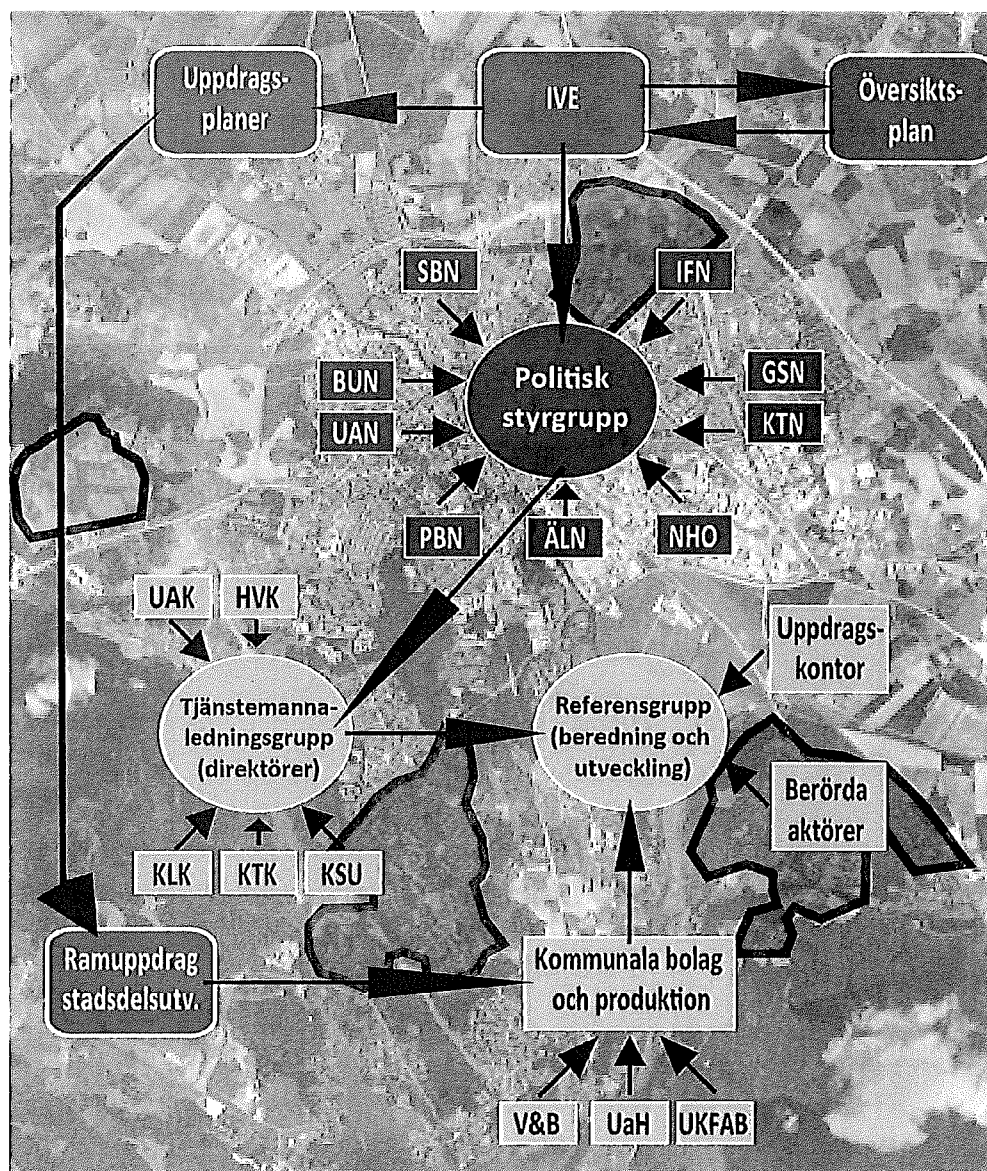 Uppdrags-
planer
IVE
Översikts-
plan
SBN
IFN
BUN
Politisk
styrgrupp
GSN
UAN
KTN
PBN
ÄLN
NHO
UAK
HVK
Uppdrags-
kontor
Tjänstemanna-
ledningsgrupp
(direktörer)
Referensgrupp
(beredning och
utveckling)
Berörda
aktörer
KLK
KTK
KSU
Ramuppdrag
stadsdelsutv.
Kommunala bolag
och produktion
V&B
UaH
UKFAB